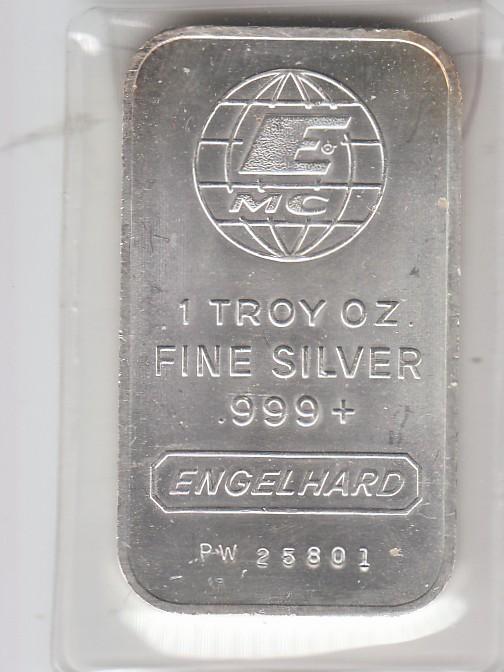 E
MC
1 TROY OZ.
FINE SILVER
.999+
ENGELHARD
PW 25801